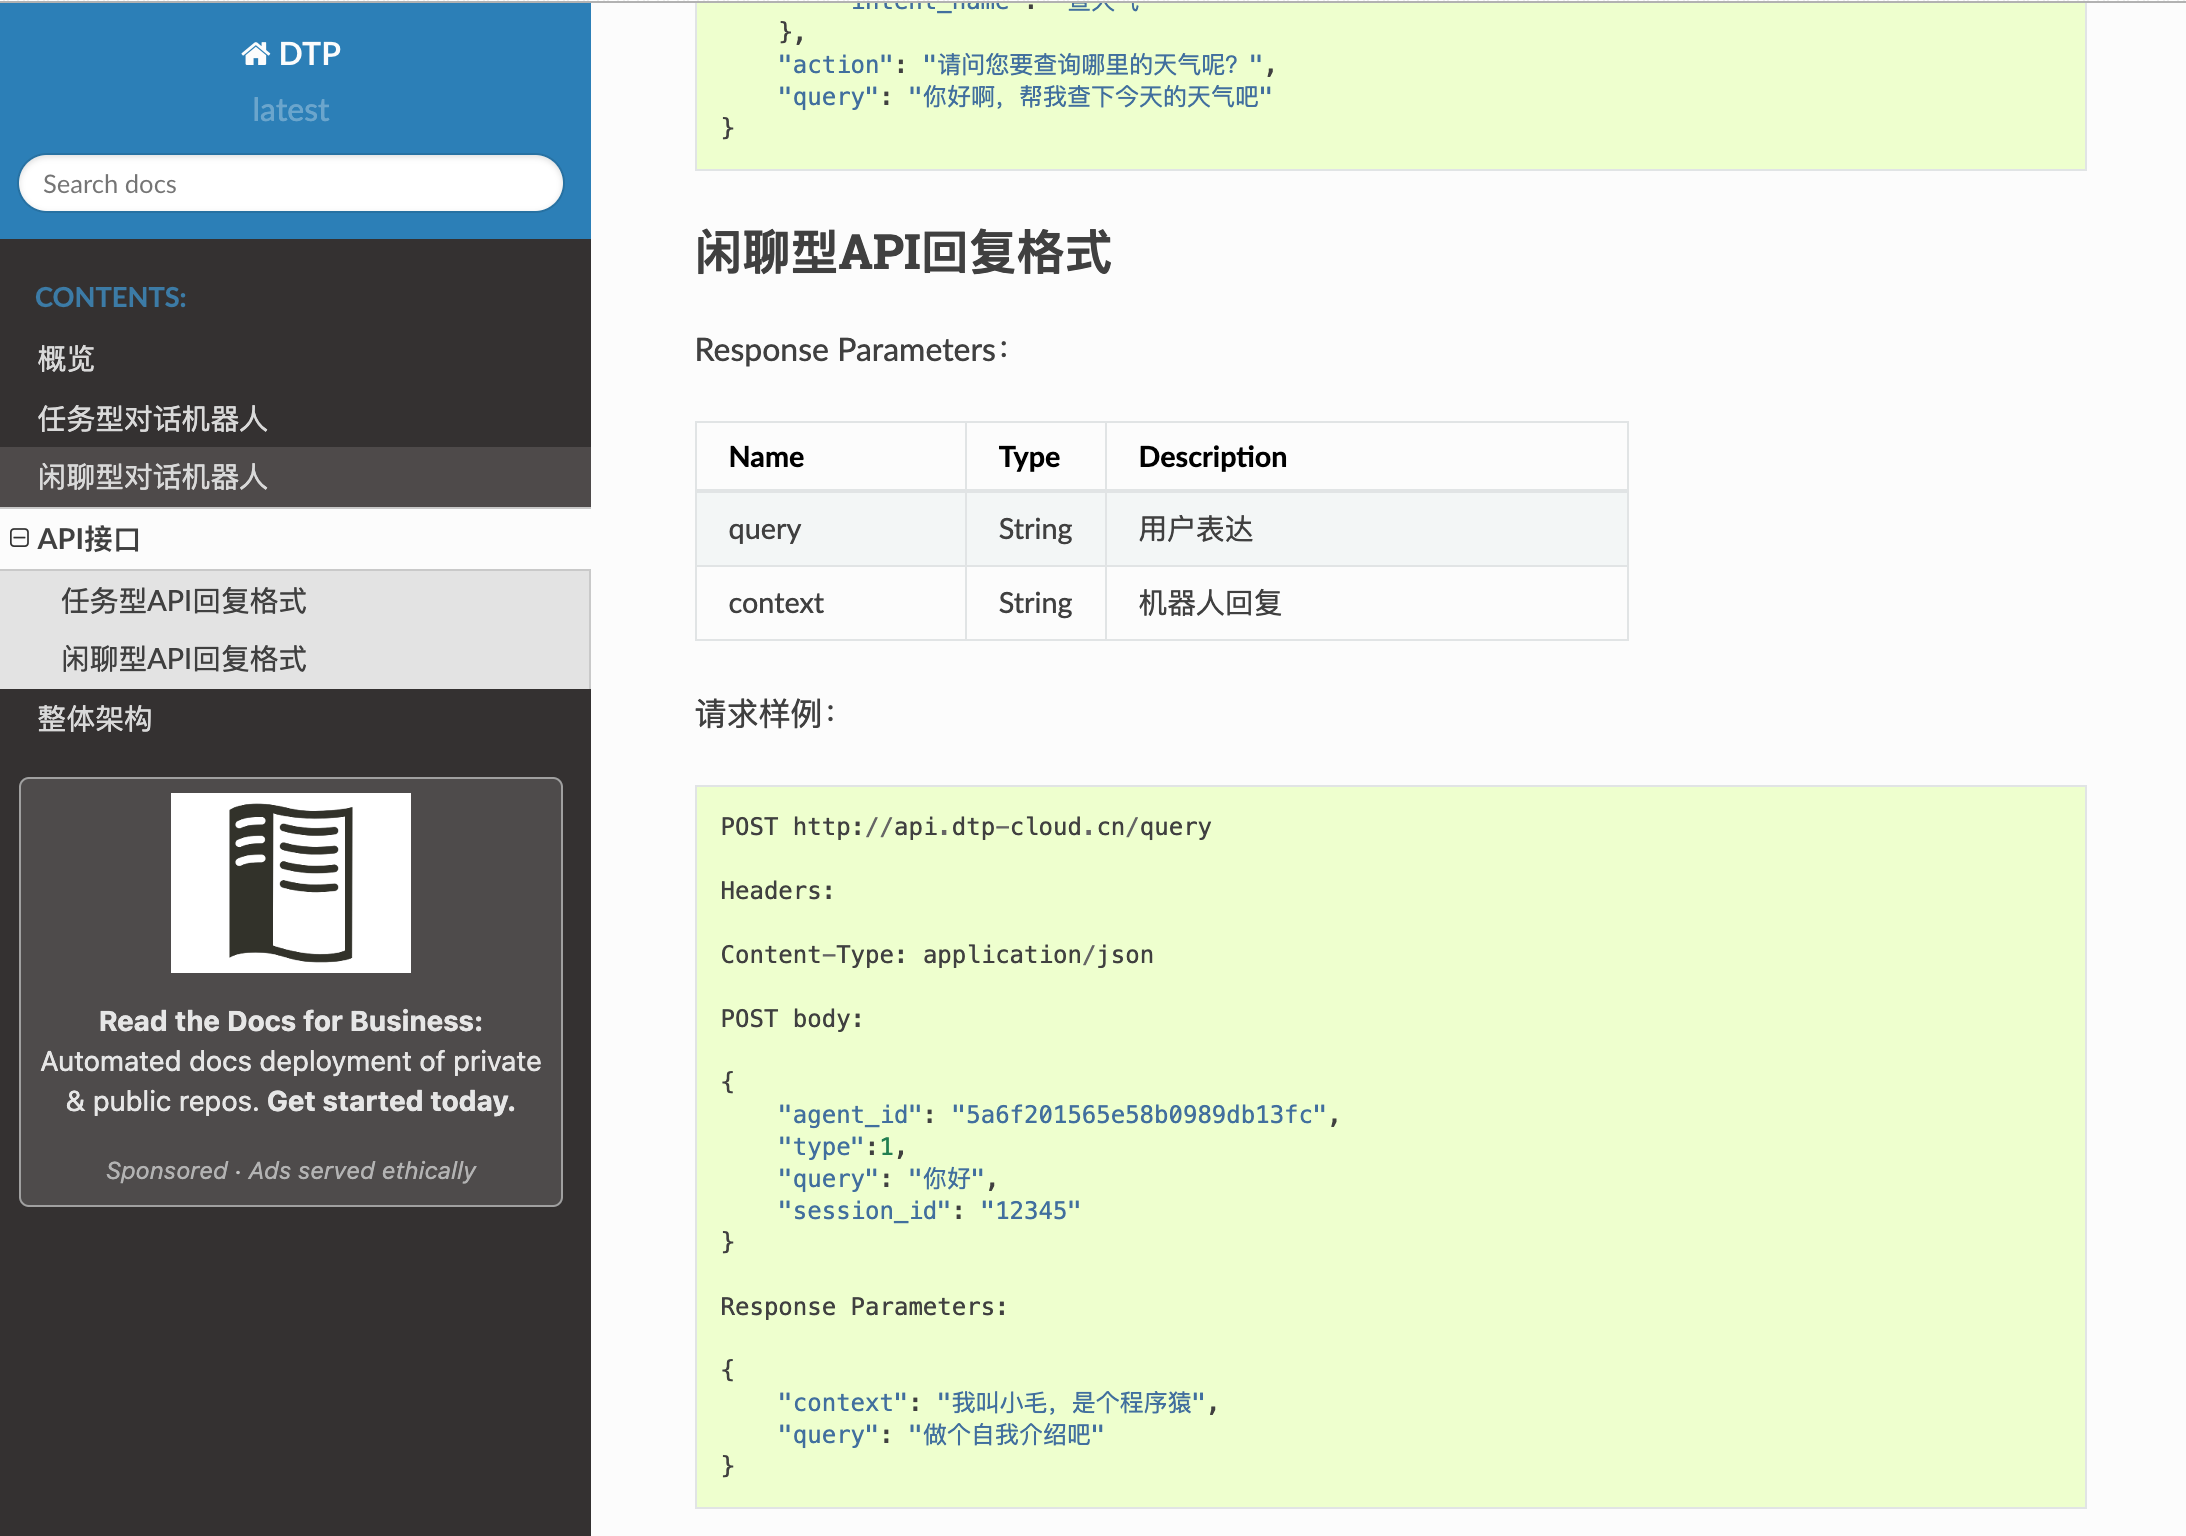 DTP
latest
Search docs
CONTENTS:
概览
任务型对话机器人
闲聊型对话机器人
API接口
任务型API回复格式
闲聊型API回复格式
整体架构
Read the Docs for Business:
Automated docs deployment of private
& public repos. Get started today.
Sponsored · Ads served ethically
"intent_name": "查天气"
},
"action": "请问您要查询哪里的天气呢？",
"query": "你好啊，帮我查下今天的天气吧"
}
闲聊型API回复格式
Response Parameters：
Name Type Description
query String 用户表达
context String 机器人回复
请求样例：
POST http://api.dtp-cloud.cn/query
Headers:
Content-Type: application/json
POST body:
{
"agent_id": "5a6f201565e58b0989db13fc",
"type":1,
"query": "你好",
"session_id": "12345"
}
Response Parameters:
{
"context": "我叫小毛，是个程序猿",
"query": "做个自我介绍吧"
}